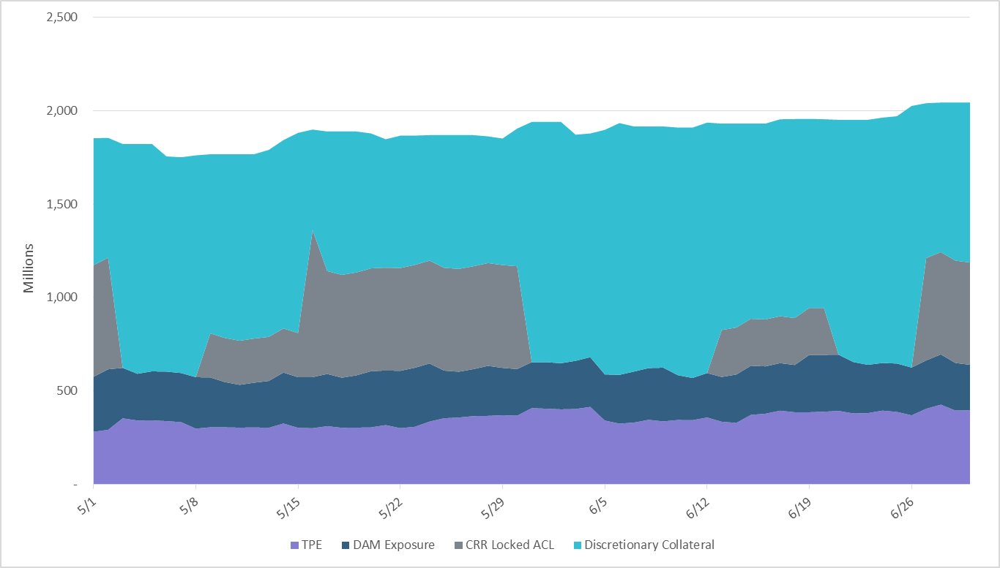 2,500
2,000
1,500
1,000
500
-
Millions
5/1 5/8 5/15 5/22 5/29 6/5 6/12 6/19 6/26
TPE DAM Exposure CRR Locked ACL Discretionary Collateral